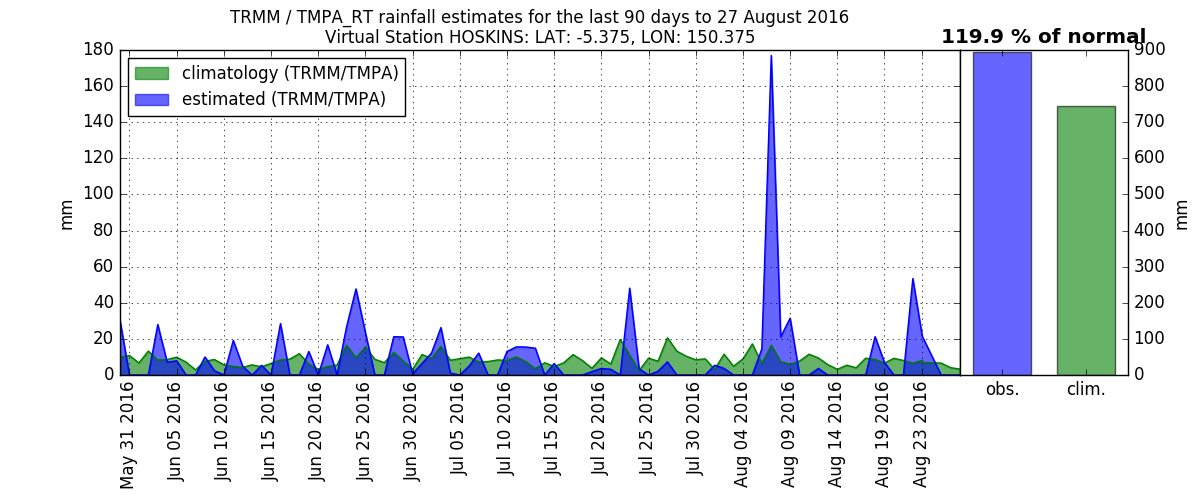 TRMM / TMPA_RT rainfall estimates for the last 90 days to 27 August 2016
Virtual Station HOSKINS: LAT: -5.375, LON: 150.375
119.9 % of normal
climatology (TRMM/TMPA)
estimated (TRMM/TMPA)
180
160
140
120
100
80
60
40
20
0
mm
900
800
700
600
500
400
300
200
100
0
mm
May 31 2016
Jun 05 2016
Jun 10 2016
Jun 15 2016
Jun 20 2016
Jun 25 2016
Jun 30 2016
Jul 05 2016
Jul 10 2016
Jul 15 2016
Jul 20 2016
Jul 25 2016
Jul 30 2016
Aug 04 2016
Aug 09 2016
Aug 14 2016
Aug 19 2016
Aug 23 2016
obs.
clim.